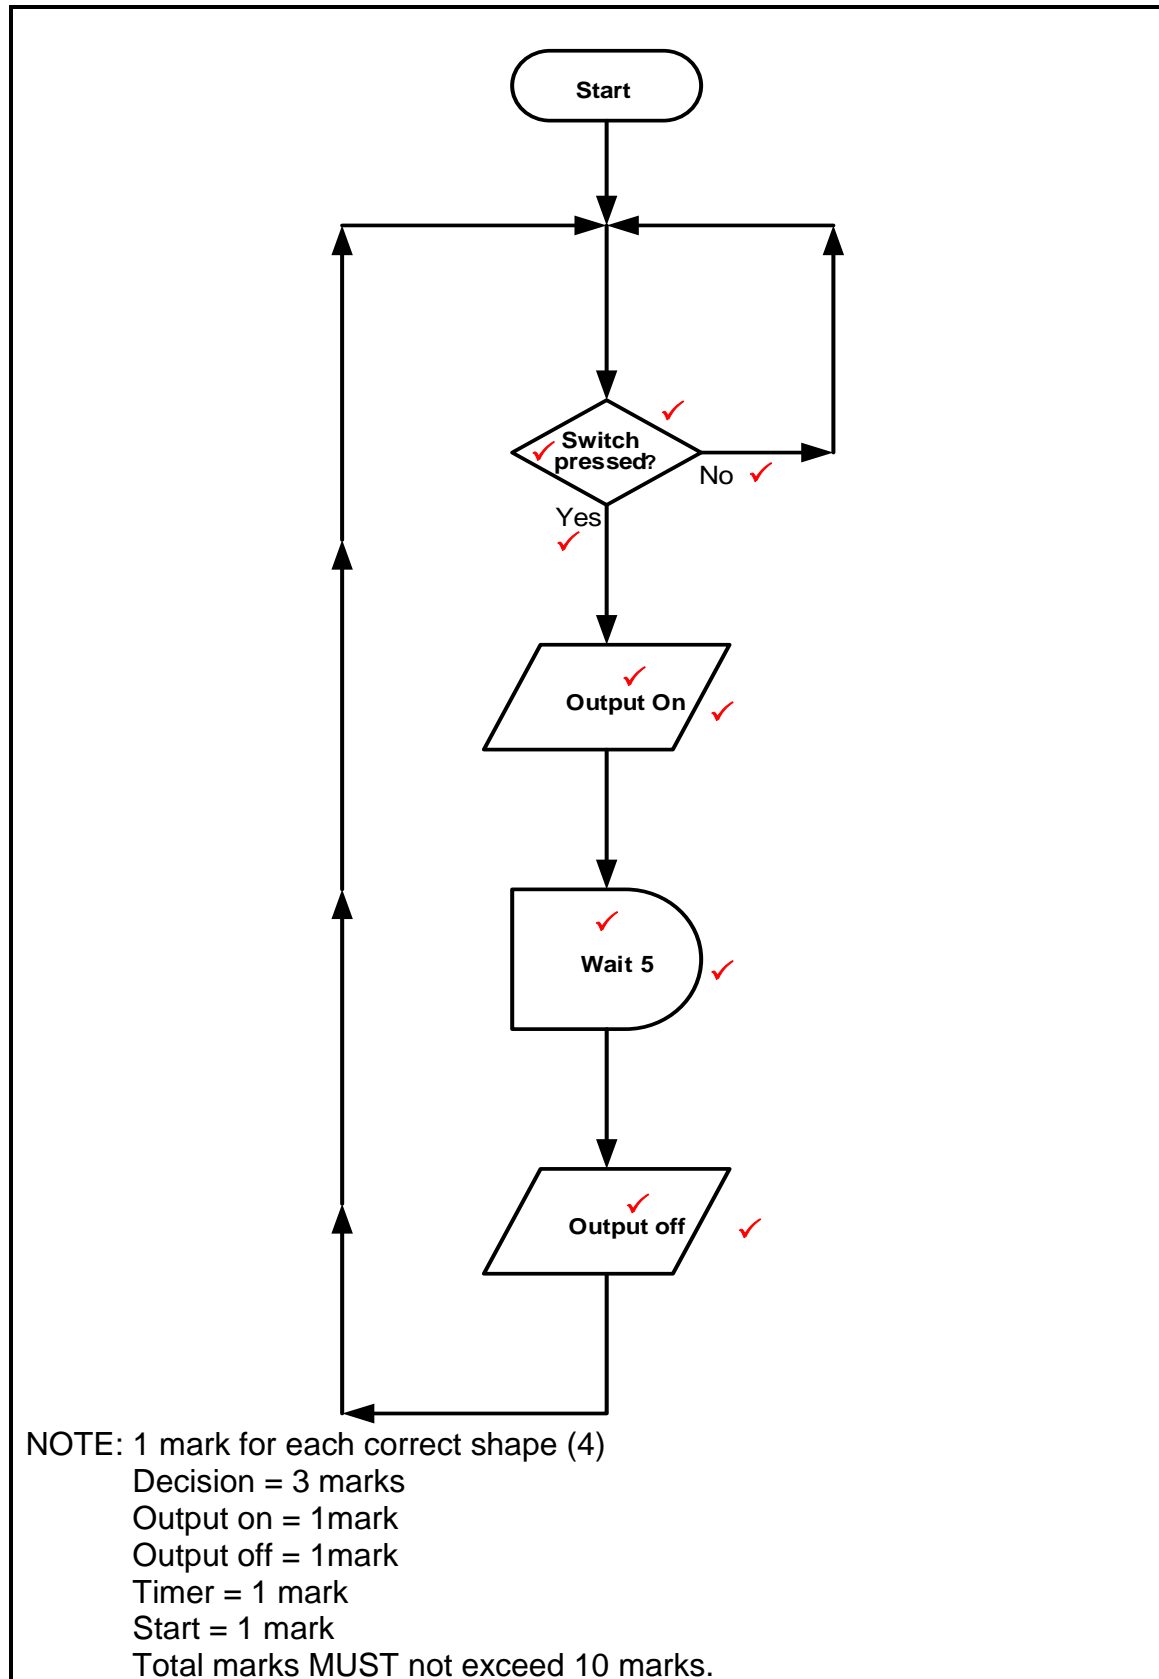 Start
Switch
pressed?
No
Yes
Output On
Wait 5
Output off
NOTE: 1 mark for each correct shape (4)
Decision = 3 marks
Output on = 1mark
Output off = 1mark
Timer = 1 mark
Start = 1 mark
Total marks MUST not exceed 10 marks.